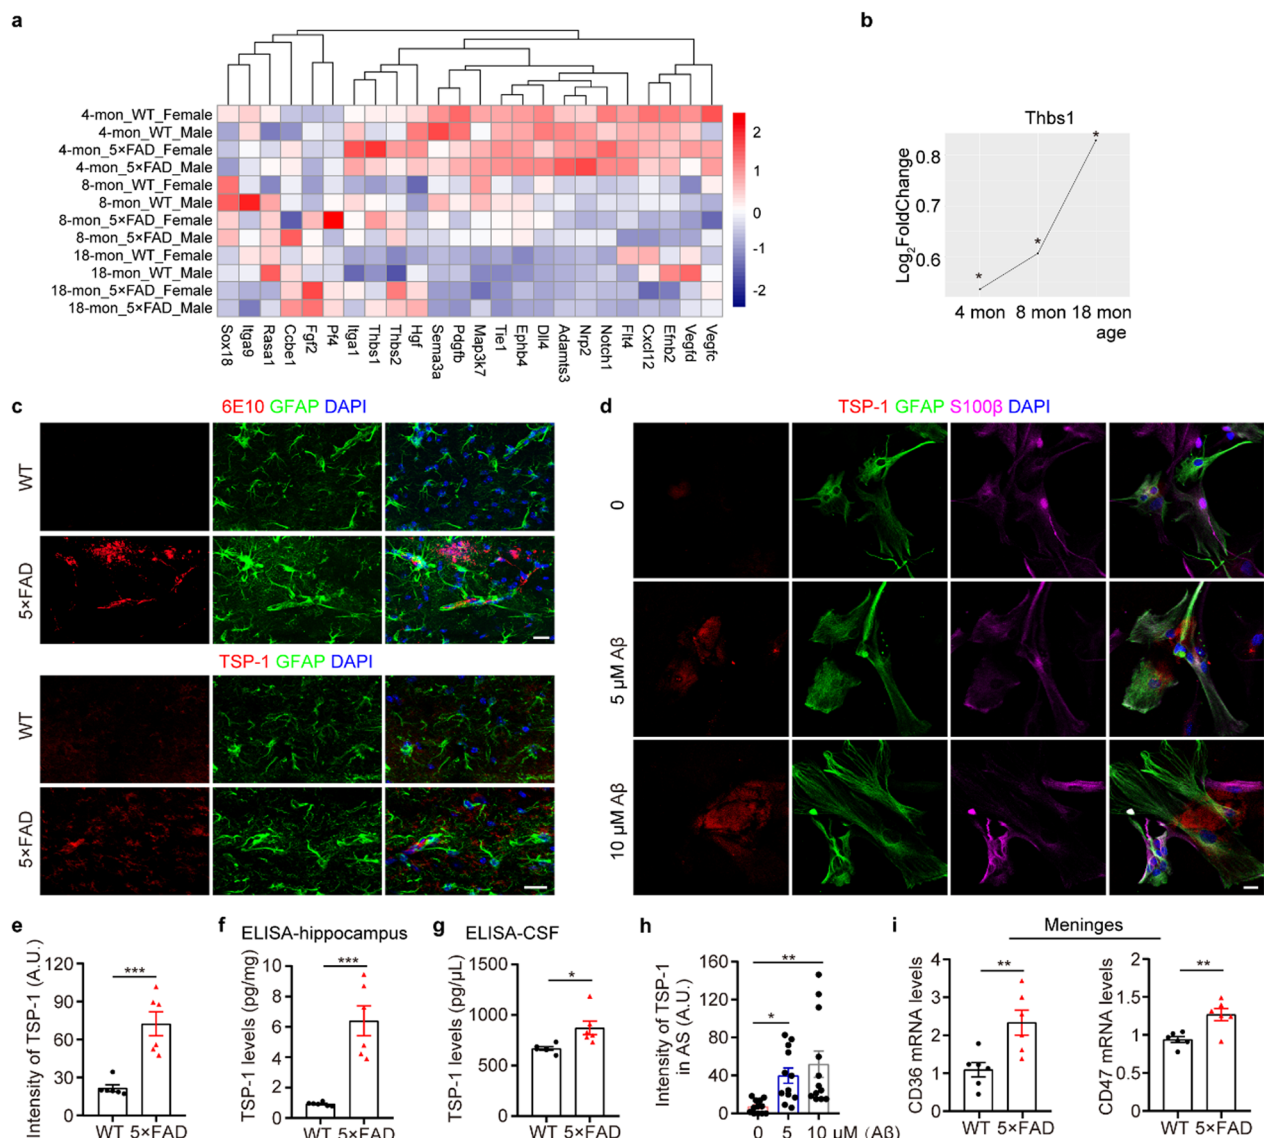 a
4-mon_WT_Female
4-mon_WT_Male
4-mon_5×FAD_Female
4-mon_5×FAD_Male
8-mon_WT_Female
8-mon_WT_Male
8-mon_5×FAD_Female
8-mon_5×FAD_Male
18-mon_WT_Female
18-mon_WT_Male
18-mon_5×FAD_Female
18-mon_5×FAD_Male
2
1
0
-1
-2
Sox18
Itga9
Rasa1
Ccbe1
Fgf2
Pf4
Itga1
Thbs1
Thbs2
Hgf
Sema3a
Pdgfb
Map3k7
Tie1
Ephb4
Dll4
Adamts3
Nrp2
Notch1
Flt4
Cxcl12
Efnb2
Vegfd
Vegfc
b
Thbs1
Log2FoldChange
0.8
0.7
0.6
*
*
*
4 mon 8 mon 18 mon
age
c
6E10 GFAP DAPI
WT
5×FAD
TSP-1 GFAP DAPI
WT
5×FAD
d
TSP-1 GFAP S100β DAPI
0
5 µM Aβ
10 µM Aβ
e
Intensity of TSP-1 (A.U.)
120
90
60
30
0
***
WT 5×FAD
f
ELISA-hippocampus
TSP-1 levels (pg/mg)
10
8
6
4
2
0
***
WT 5×FAD
g
ELISA-CSF
TSP-1 levels (pg/µL)
1500
1000
500
0
*
WT 5×FAD
h
Intensity of TSP-1
in AS (A.U.)
160
120
80
40
0
**
*
0 5 10 µM (Aβ)
i
Meninges
CD36 mRNA levels
4
3
2
1
0
**
WT 5×FAD
CD47 mRNA levels
2
1.5
1
0.5
0
**
WT 5×FAD